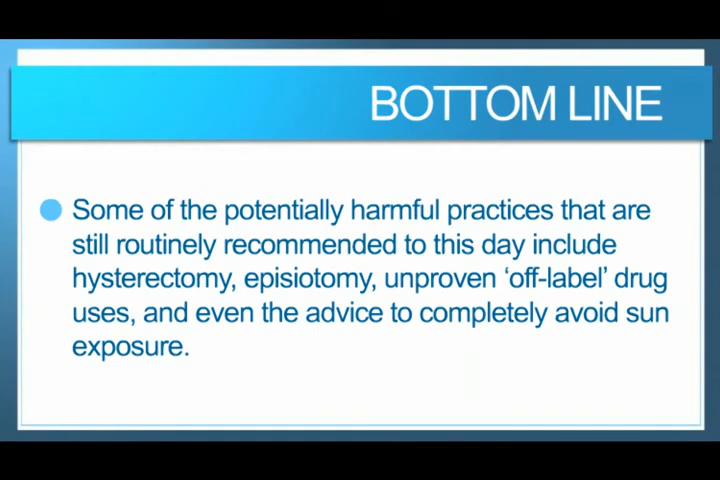 BOTTOM LINE
Some of the potentially harmful practices that are
still routinely recommended to this day include
hysterectomy, episiotomy, unproven ‘off-label’ drug
uses, and even the advice to completely avoid sun
exposure.